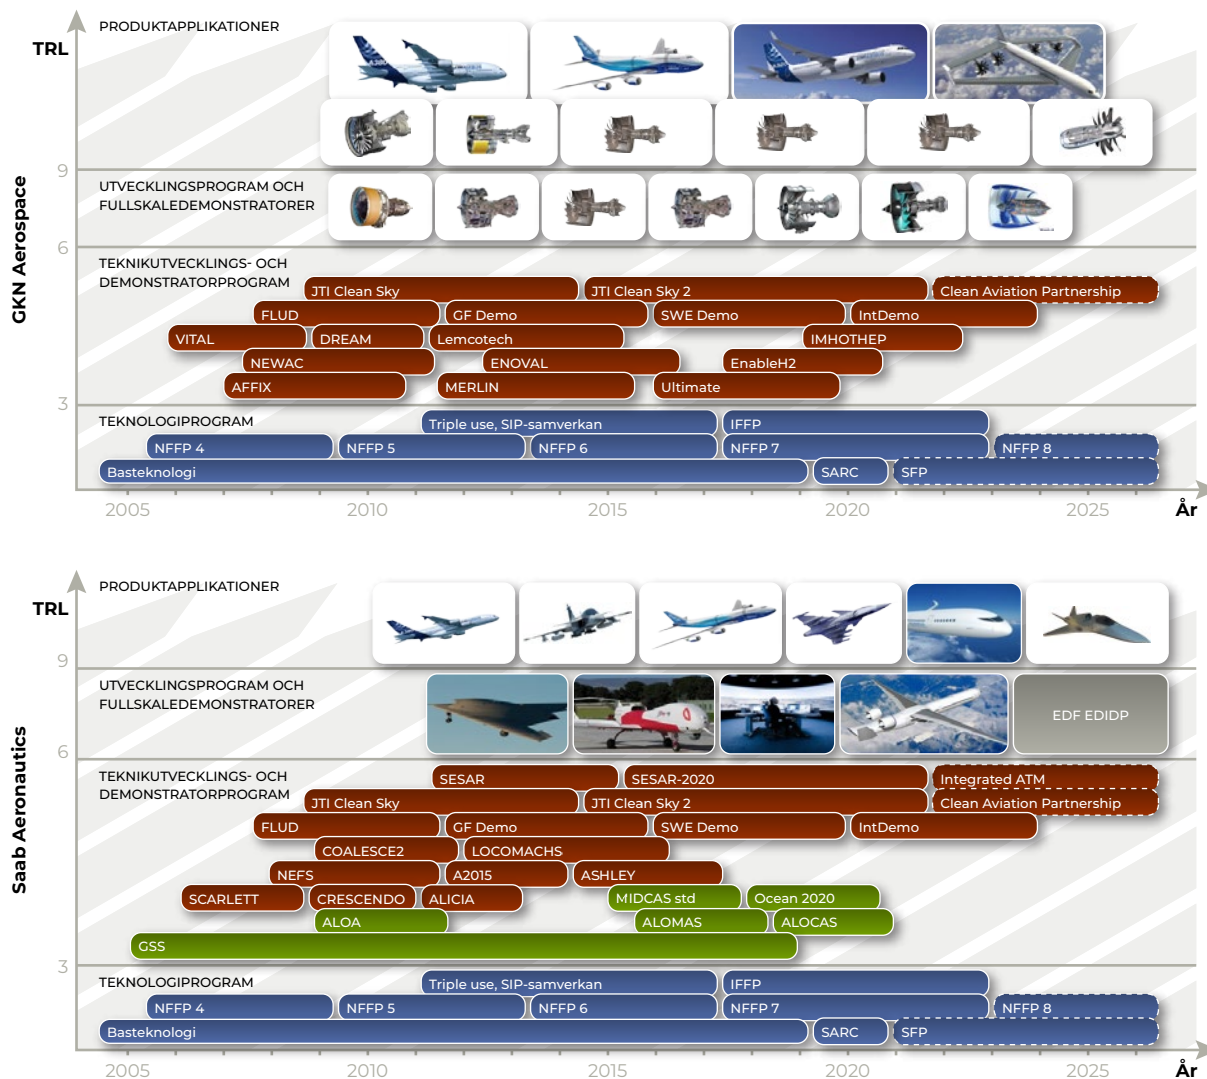 PRODUKTAPPLIKATIONER
TRL
A380
9
UTVECKLINGSPROGRAM OCH
FULLSKALEDEMONSTRATORER
6
TEKNIKUTVECKLINGS- OCH
DEMONSTRATORPROGRAM
GKN Aerospace
JTI Clean Sky
JTI Clean Sky 2
Clean Aviation Partnership
FLUD
GF Demo
SWE Demo
IntDemo
VITAL
DREAM
Lemcotech
IMHOTHEP
NEWAC
ENOVAL
EnableH2
AFFIX
MERLIN
Ultimate
3
TEKNOLOGIPROGRAM
Triple use, SIP-samverkan
IFFP
NFFP 4
NFFP 5
NFFP 6
NFFP 7
NFFP 8
Basteknologi
SARC
SFP
2005
2010
2015
2020
2025
År
PRODUKTAPPLIKATIONER
TRL
9
UTVECKLINGSPROGRAM OCH
FULLSKALEDEMONSTRATORER
EDF EDIDP
6
TEKNIKUTVECKLINGS- OCH
DEMONSTRATORPROGRAM
Saab Aeronautics
SESAR
SESAR-2020
Integrated ATM
JTI Clean Sky
JTI Clean Sky 2
Clean Aviation Partnership
FLUD
GF Demo
SWE Demo
IntDemo
COALESCE2
LOCOMACHS
NEFS
A2015
ASHLEY
SCARLETT
CRESCENDO
ALICIA
MIDCAS std
Ocean 2020
ALOA
ALOMAS
ALOCAS
GSS
3
TEKNOLOGIPROGRAM
Triple use, SIP-samverkan
IFFP
NFFP 4
NFFP 5
NFFP 6
NFFP 7
NFFP 8
Basteknologi
SARC
SFP
2005
2010
2015
2020
2025
År